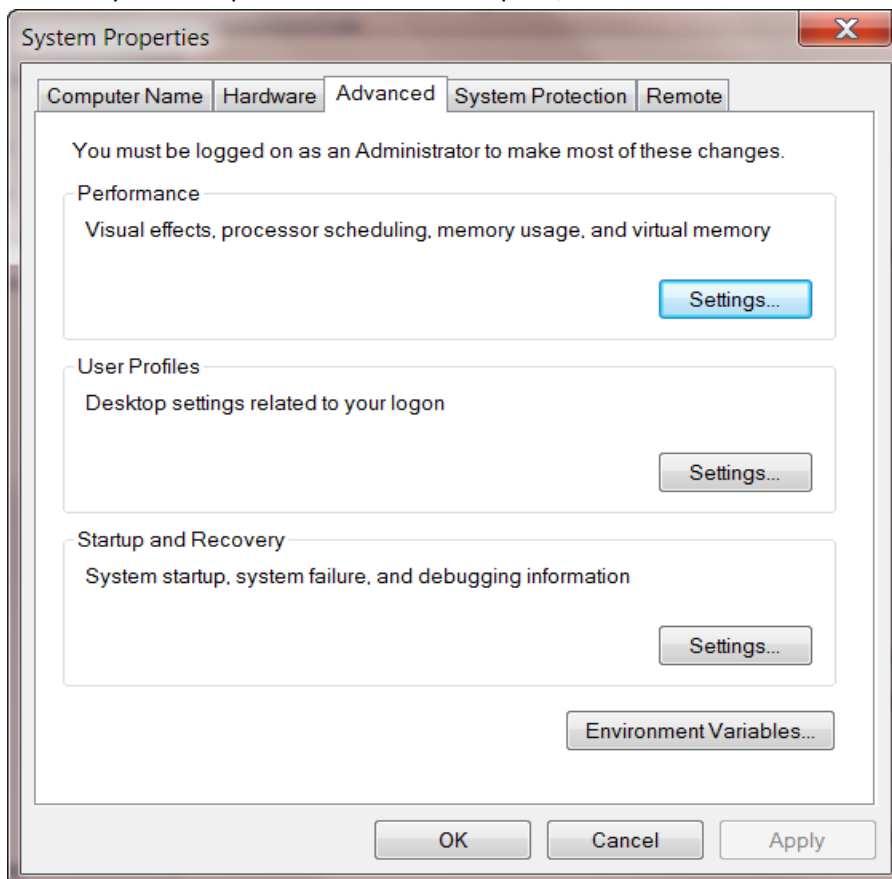 System Properties
Computer Name Hardware Advanced System Protection Remote
You must be logged on as an Administrator to make most of these changes.
Performance
Visual effects, processor scheduling, memory usage, and virtual memory
Settings...
User Profiles
Desktop settings related to your logon
Settings...
Startup and Recovery
System startup, system failure, and debugging information
Settings...
Environment Variables...
OK Cancel Apply